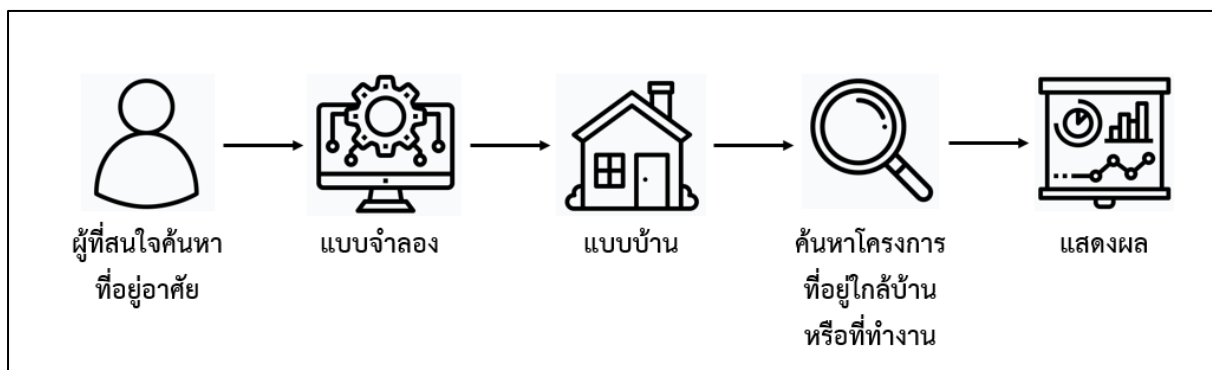 ผู้ที่สนใจค้นหา
ที่อยู่อาศัย
แบบจำลอง
แบบบ้าน
ค้นหาโครงการ
ที่อยู่ใกล้บ้าน
หรือที่ทำงาน
แสดงผล